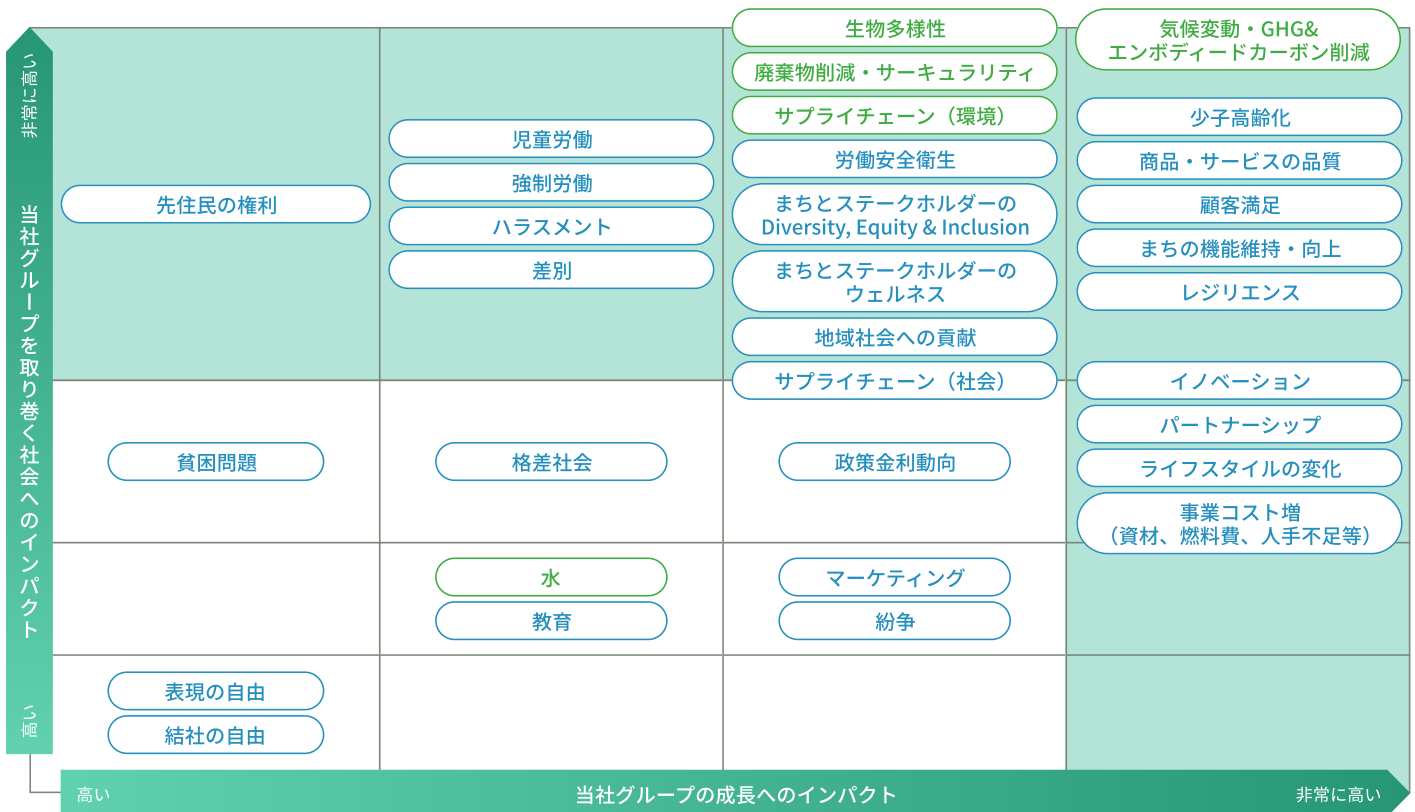 非常に高い
当社グループを取り巻く社会へのインパクト
高い
先住民の権利
児童労働
強制労働
ハラスメント
差別
生物多様性
廃棄物削減・サーキュラリティ
サプライチェーン（環境）
労働安全衛生
まちとステークホルダーの
Diversity, Equity & Inclusion
まちとステークホルダーの
ウェルネス
地域社会への貢献
サプライチェーン（社会）
気候変動・GHG&
エンボディードカーボン削減
少子高齢化
商品・サービスの品質
顧客満足
まちの機能維持・向上
レジリエンス
イノベーション
パートナーシップ
ライフスタイルの変化
事業コスト増
（資材、燃料費、人手不足等）
貧困問題
格差社会
政策金利動向
水
教育
マーケティング
紛争
表現の自由
結社の自由
高い
当社グループの成長へのインパクト
非常に高い